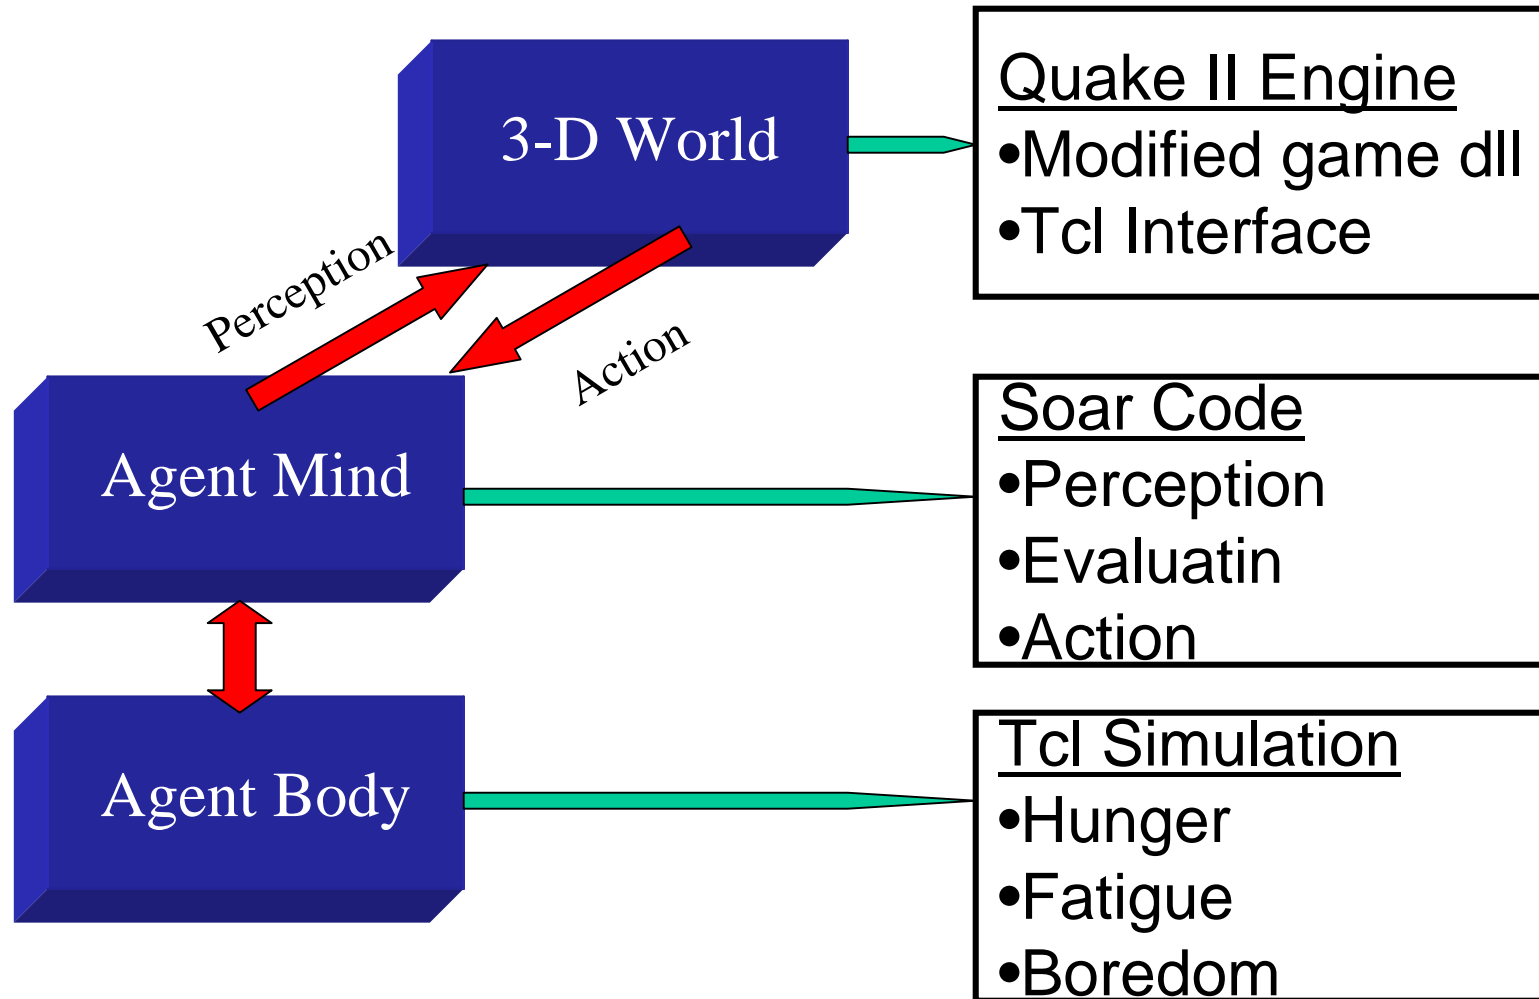 3-D World
Quake II Engine
•Modified game dll
•Tcl Interface
Perception
Action
Agent Mind
Soar Code
•Perception
•Evaluatin
•Action
Agent Body
Tcl Simulation
•Hunger
•Fatigue
•Boredom